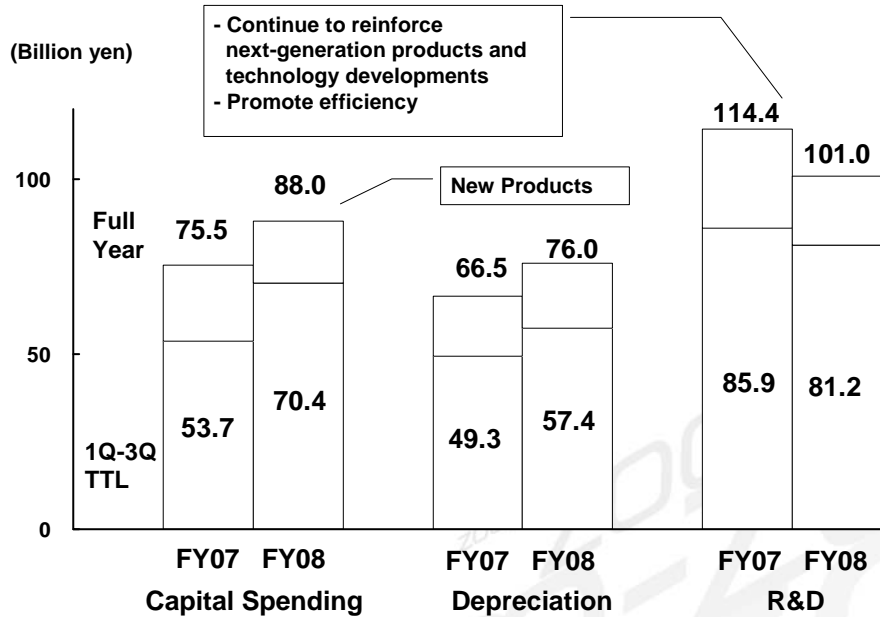 - Continue to reinforce
next-generation products and
technology developments
- Promote efficiency
(Billion yen)
114.4
101.0
100
88.0
New Products
Full
Year
75.5
66.5
76.0
50
85.9
81.2
53.7
70.4
49.3
57.4
1Q-3Q
TTL
0
FY07 FY08
FY07 FY08
FY07 FY08
Capital Spending
Depreciation
R&D